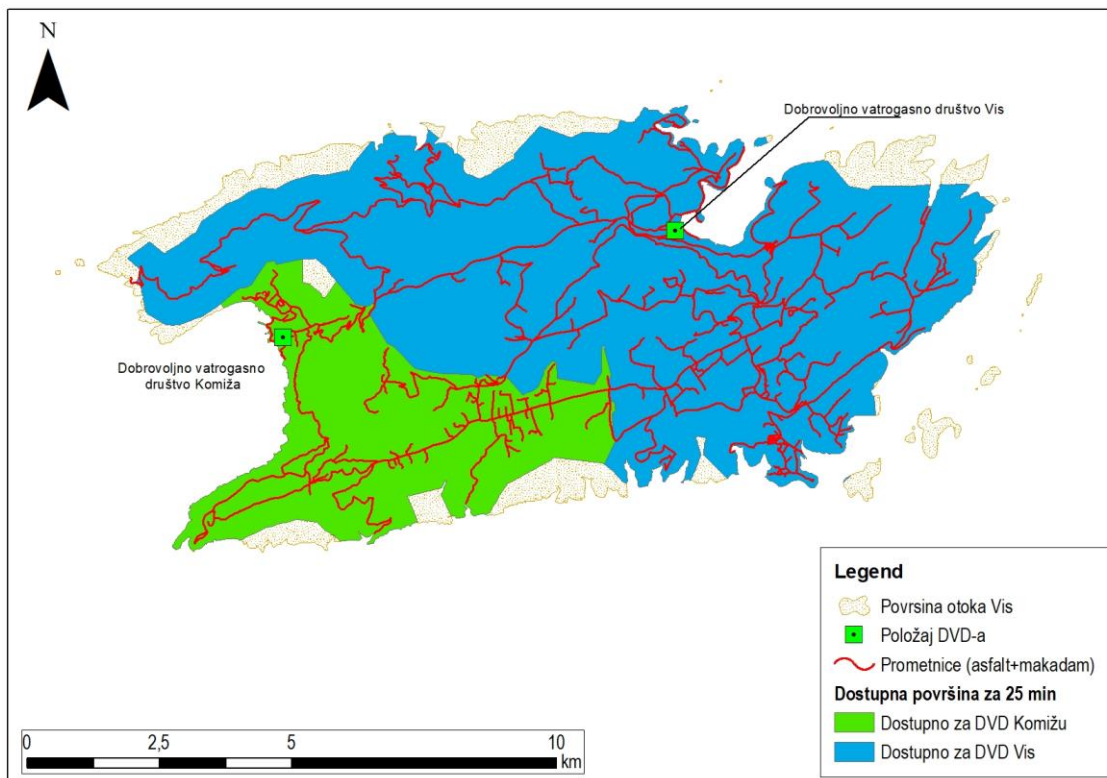 N
Dobrovoljno vatrogasno društvo Vis
Dobrovoljno vatrogasno
društvo Komiža
Legend
Povrsina otoka Vis
Položaj DVD-a
Prometnice (asfalt+makadam)
Dostupna površina za 25 min
Dostupno za DVD Komižu
Dostupno za DVD Vis
0 2,5 5 10
km